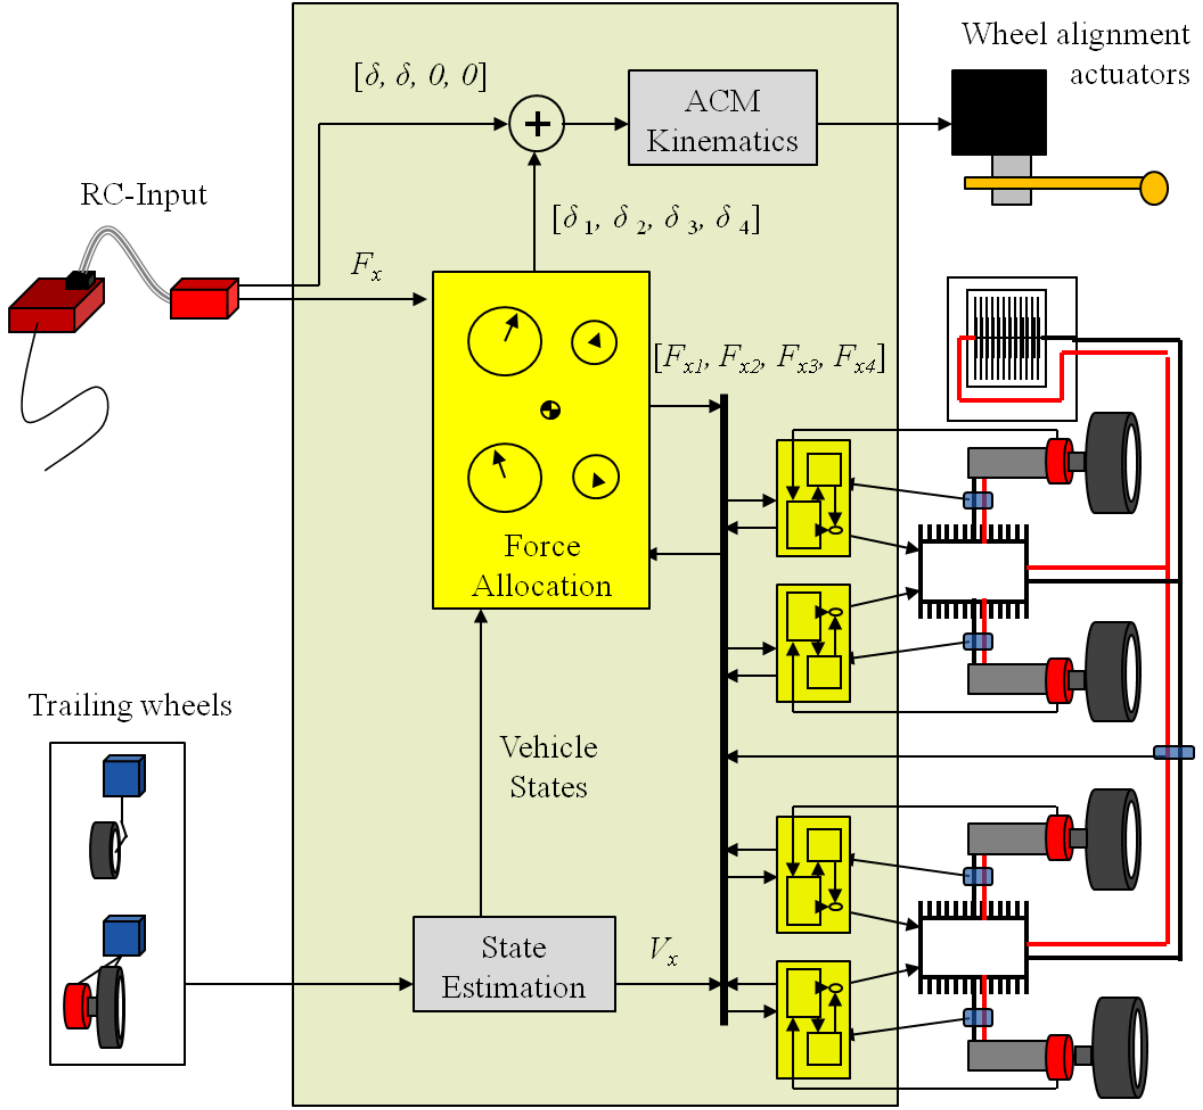 Wheel alignment
actuators
[δ, δ, 0, 0]
ACM
Kinematics
+
RC-Input
[δ 1, δ 2, δ 3, δ 4]
Fx
[Fx1, Fx2, Fx3, Fx4]
Force
Allocation
Trailing wheels
Vehicle
States
State
Estimation
Vx